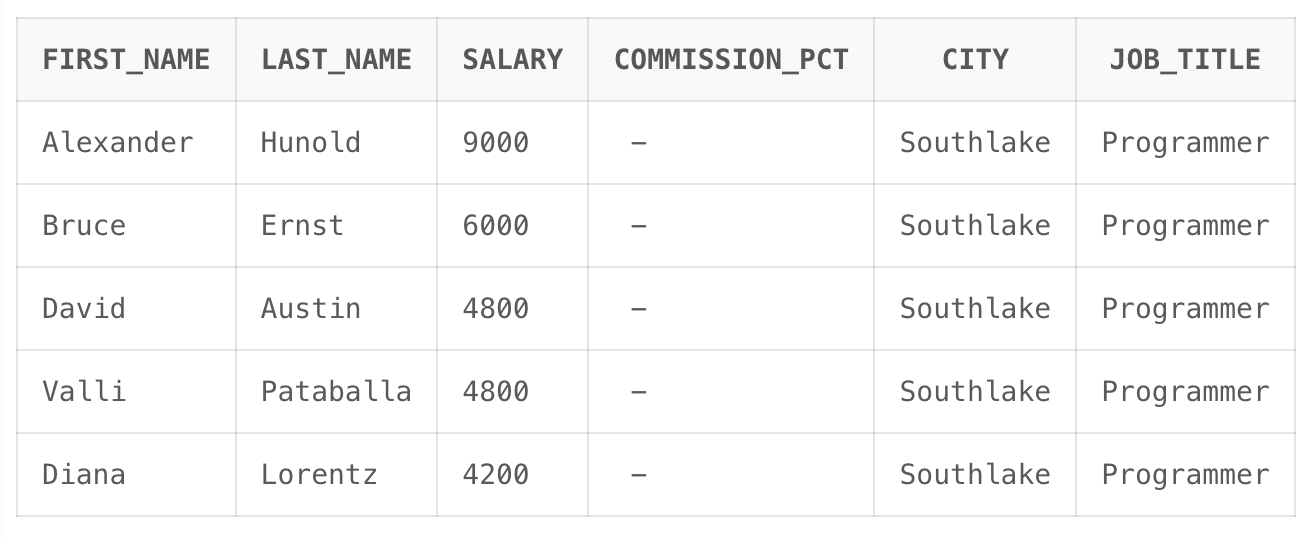 FIRST_NAME LAST_NAME SALARY COMMISSION_PCT CITY JOB_TITLE
Alexander Hunold 9000 – Southlake Programmer
Bruce Ernst 6000 – Southlake Programmer
David Austin 4800 – Southlake Programmer
Valli Pataballa 4800 – Southlake Programmer
Diana Lorentz 4200 – Southlake Programmer